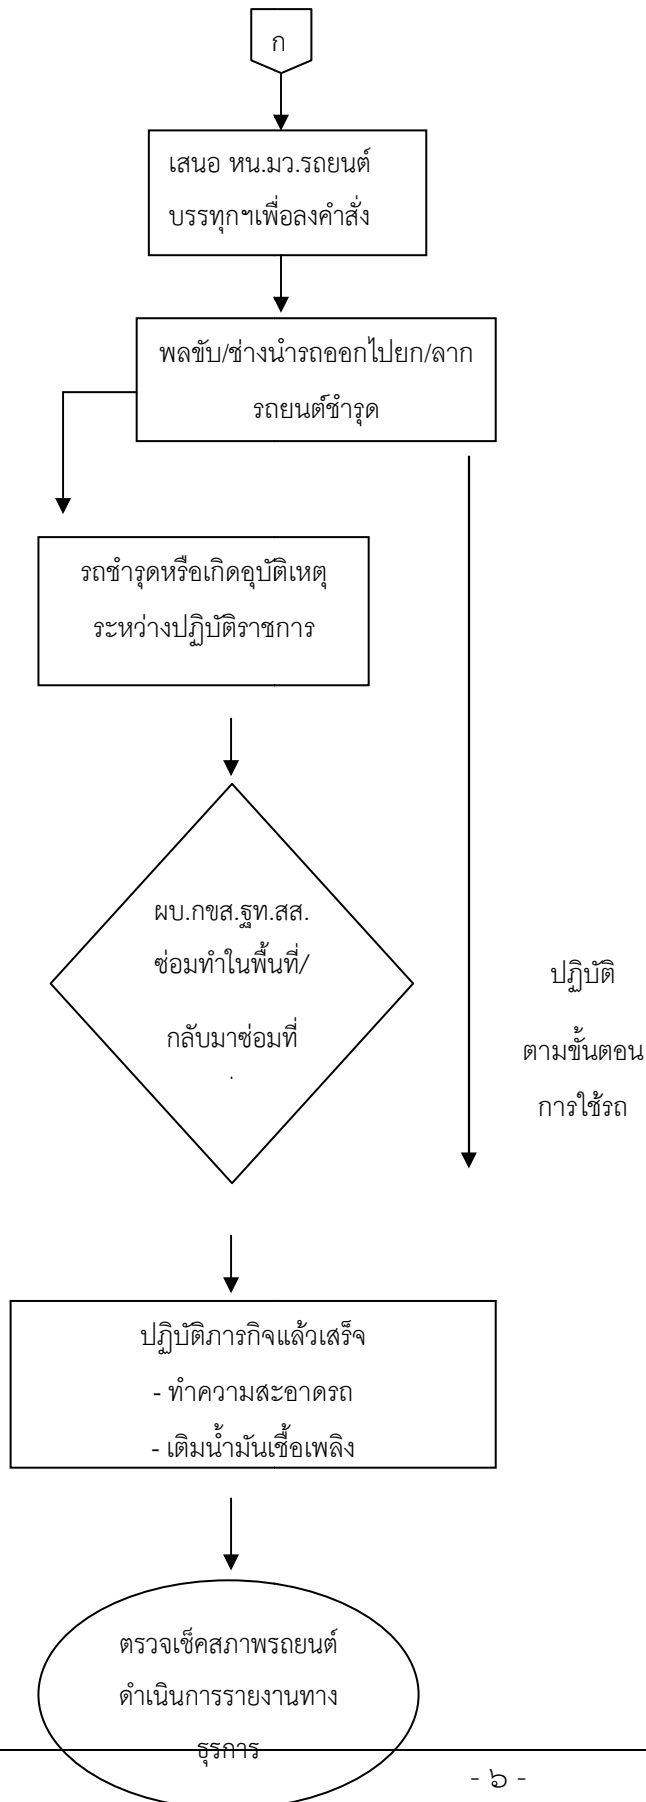 ก
เสนอ หน.มว.รถยนต์
บรรทุกฯเพื่อลงคำสั่ง
พลขับ/ช่างนำรถออกไปยก/ลาก
รถยนต์ชำรุด
รถชำรุดหรือเกิดอุบัติเหตุ
ระหว่างปฏิบัติราชการ
ผบ.กขส.ฐท.สส.
ซ่อมทำในพื้นที่/
กลับมาซ่อมที่
ปฏิบัติ
ตามขั้นตอน
การใช้รถ
ปฏิบัติภารกิจแล้วเสร็จ
- ทำความสะอาดรถ
- เติมน้ำมันเชื้อเพลิง
ตรวจเช็คสภาพรถยนต์
ดำเนินการรายงานทาง
ธุรการ
- ๖ -